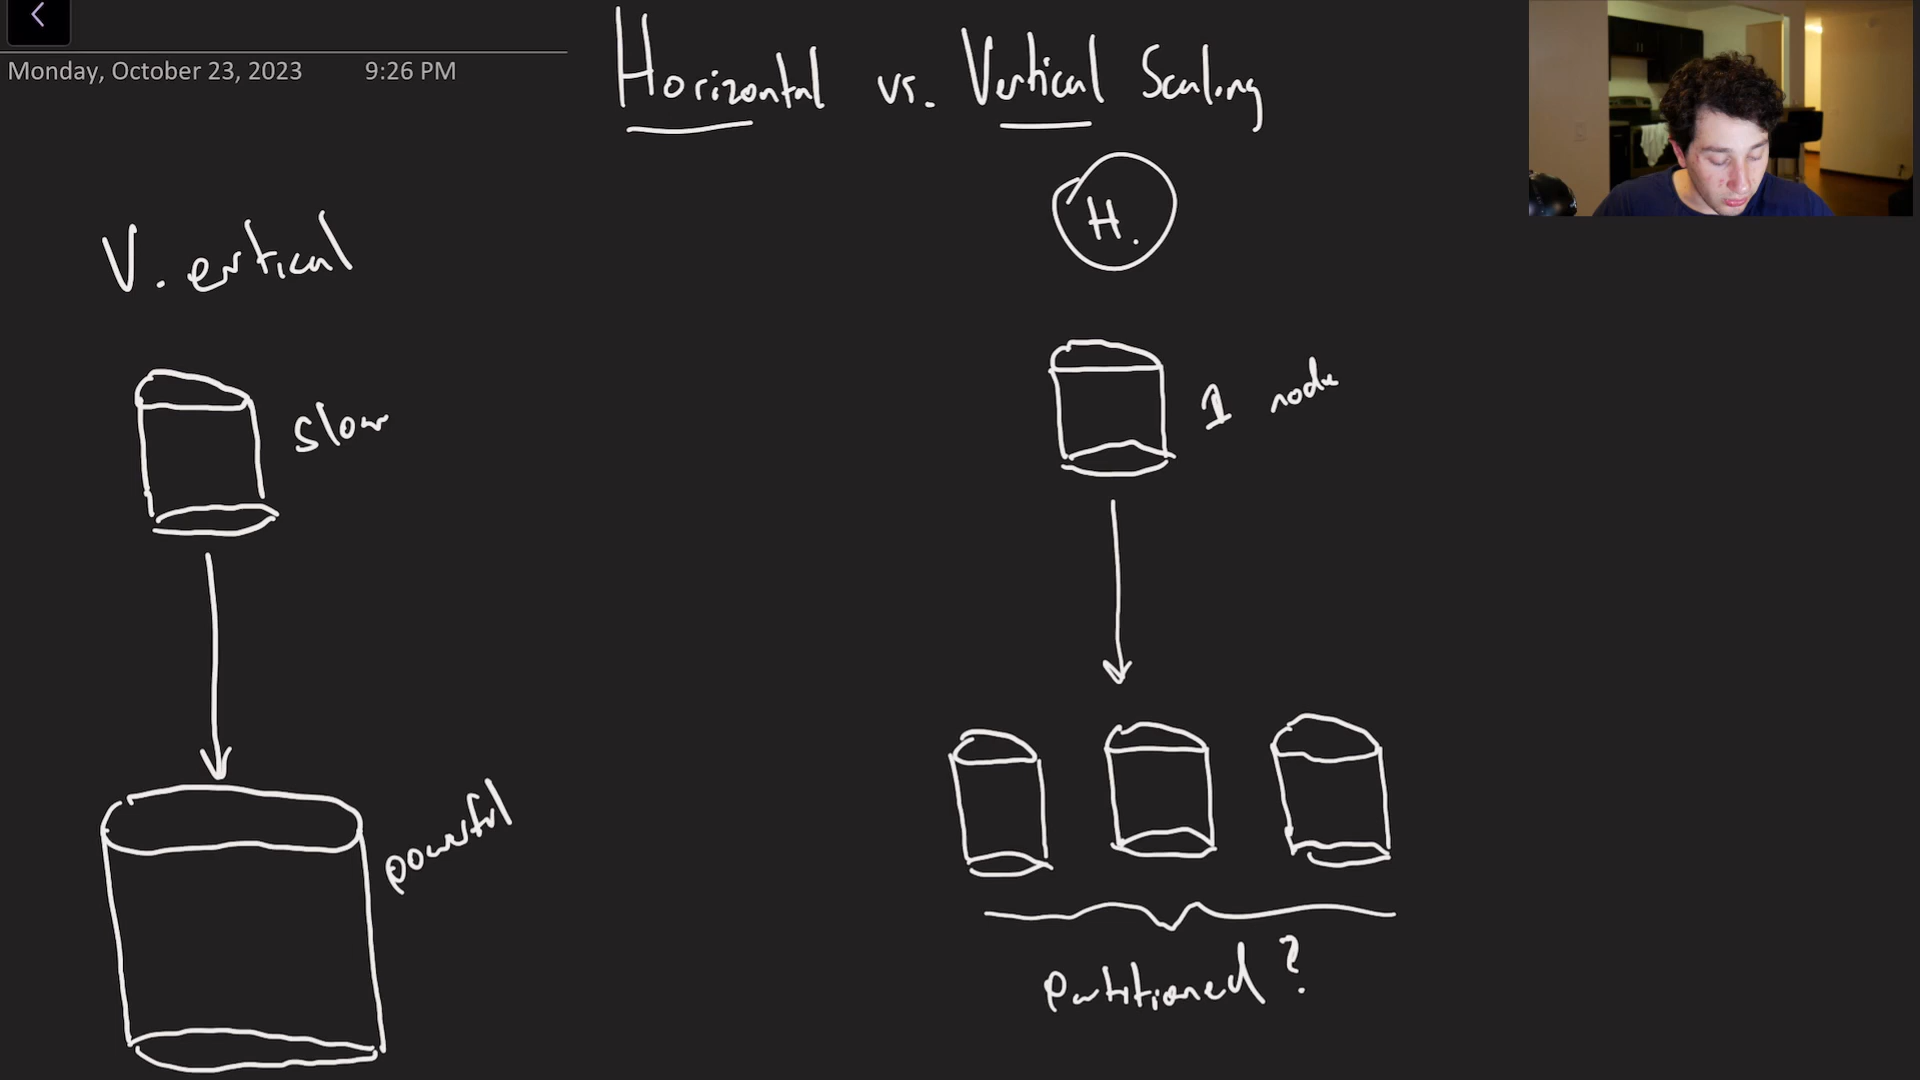 Monday, October 23, 2023 9:26 PM
Horizontal vs. Vertical Scaling
V. ertical
H.
slow
1 node
powerful
partitioned?